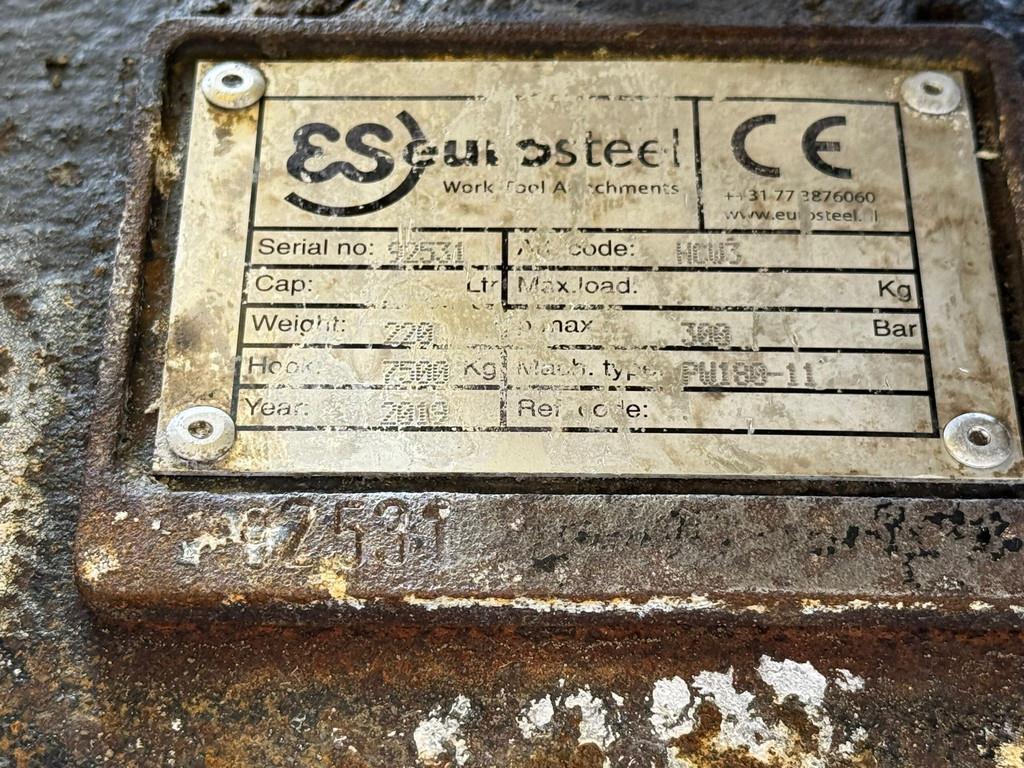 ES eurosteel
Work Tool Attachments
CE
++31 77 3876060
www.eurosteel.nl
Serial no: 92531 Art. code: HCW3
Cap: Ltr Max.load: Kg
Weight: 220 p max 300 Bar
Hook: 7500 Kg Mach. type: PW180-11
Year: 2019 Ref. code:
92531